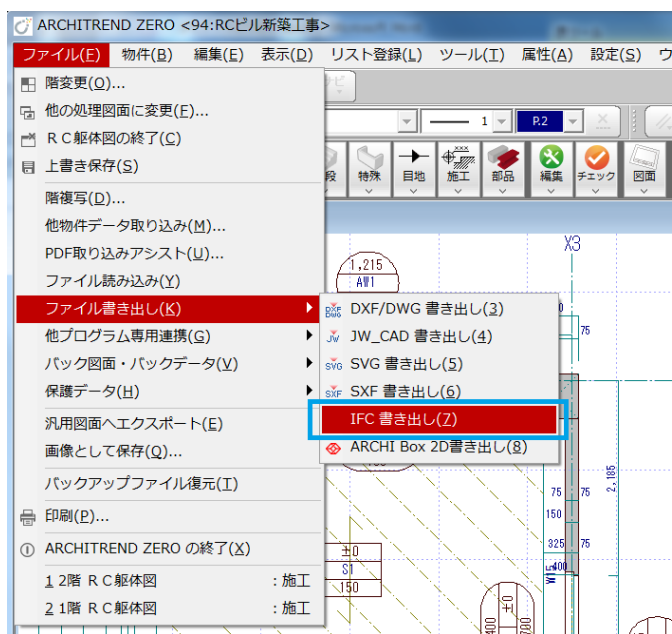 ARCHITREND ZERO <94:RCビル新築工事>
ファイル(F) 物件(B) 編集(E) 表示(D) リスト登録(L) ツール(T) 属性(A) 設定(S) ウ
階変更(O)...
他の処理図面に変更(F)...
ＲＣ躯体図の終了(C)
上書き保存(S)
階複写(D)...
他物件データ取り込み(M)...
PDF取り込みアシスト(U)...
ファイル読み込み(Y)
ファイル書き出し(K)
他プログラム専用連携(G)
バック図面・バックデータ(V)
保護データ(H)
汎用図面へエクスポート(E)
画像として保存(Q)...
バックアップファイル復元(I)
印刷(P)...
ARCHITREND ZERO の終了(X)
1 2階 ＲＣ躯体図 : 施工
2 1階 ＲＣ躯体図 : 施工
DXF DWG DXF/DWG 書き出し(3)
JW JW_CAD 書き出し(4)
SVG SVG 書き出し(5)
SXF SXF 書き出し(6)
IFC 書き出し(7)
ARCHI Box 2D書き出し(8)
1 P.2
段 特殊 目地 施工 部品 編集 チェック 図面
X3
1,215
AW1
75
2,185
75 75
150
325 75
400
W15
±0
S1
150
±0